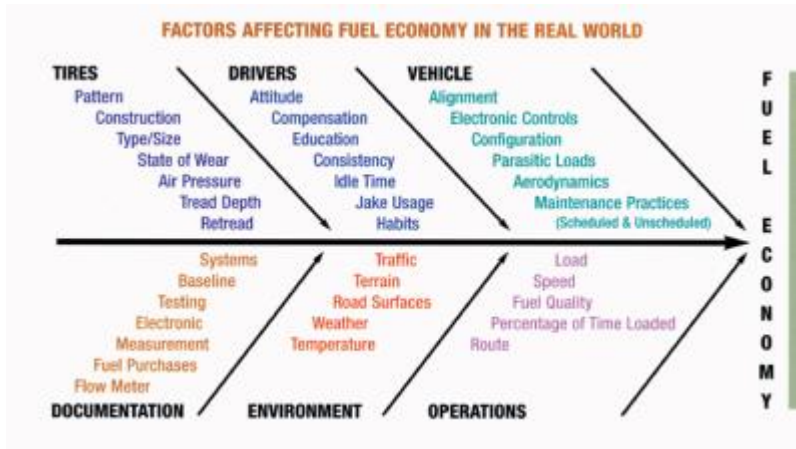 FACTORS AFFECTING FUEL ECONOMY IN THE REAL WORLD
TIRES
Pattern
Construction
Type/Size
State of Wear
Air Pressure
Tread Depth
Retread
DRIVERS
Attitude
Compensation
Education
Consistency
Idle Time
Jake Usage
Habits
VEHICLE
Alignment
Electronic Controls
Configuration
Parasitic Loads
Aerodynamics
Maintenance Practices
(Scheduled & Unscheduled)
Systems
Baseline
Testing
Electronic
Measurement
Fuel Purchases
Flow Meter
DOCUMENTATION
Traffic
Terrain
Road Surfaces
Weather
Temperature
ENVIRONMENT
Load
Speed
Fuel Quality
Percentage of Time Loaded
Route
OPERATIONS
FUEL ECONOMY